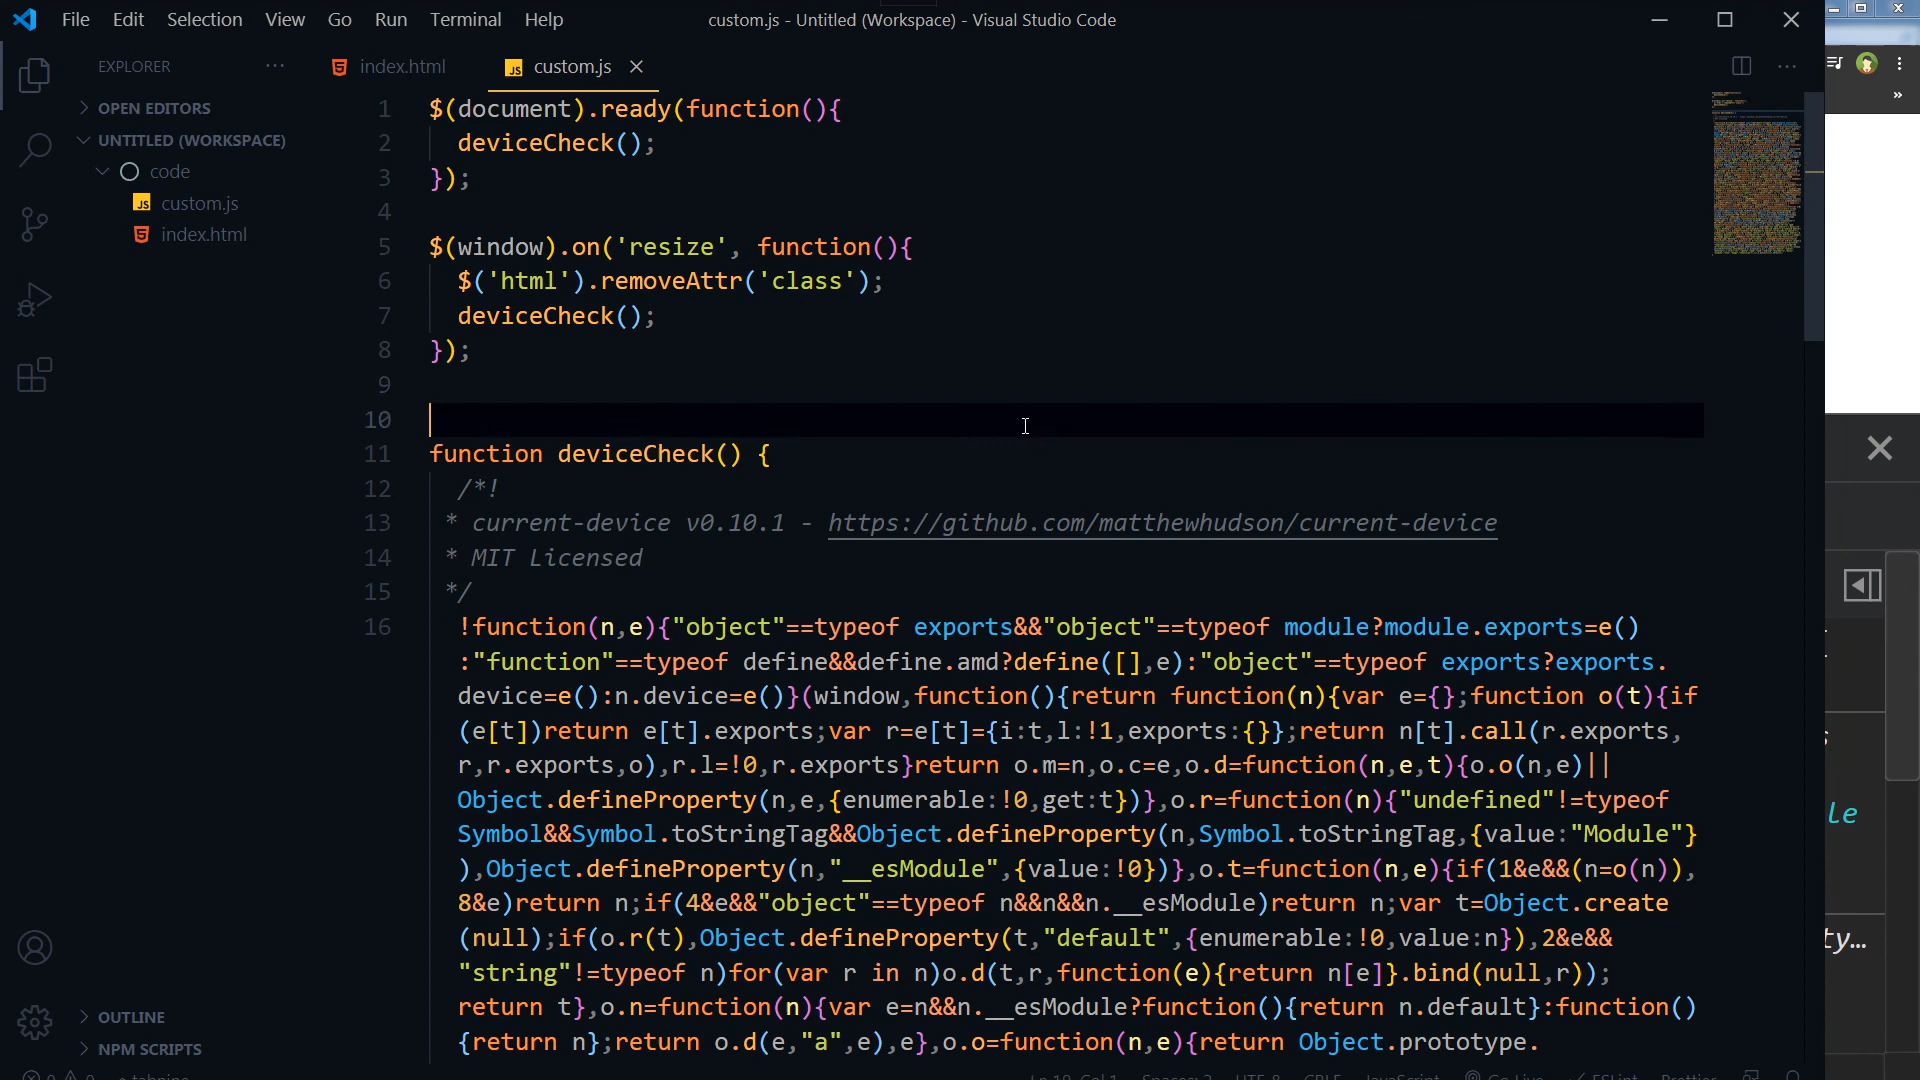 File Edit Selection View Go Run Terminal Help
custom.js - Untitled (Workspace) - Visual Studio Code
EXPLORER
OPEN EDITORS
UNTITLED (WORKSPACE)
code
custom.js
index.html
OUTLINE
NPM SCRIPTS
index.html
custom.js
1 $(document).ready(function(){
2 deviceCheck();
3 });
4
5 $(window).on('resize', function(){
6 $('html').removeAttr('class');
7 deviceCheck();
8 });
9
10
11 function deviceCheck() {
12 /*!
13 * current-device v0.10.1 - https://github.com/matthewhudson/current-device
14 * MIT Licensed
15 */
16 !function(n,e){"object"==typeof exports&&"object"==typeof module?module.exports=e()
:"function"==typeof define&&define.amd?define([],e):"object"==typeof exports?exports.
device=e():n.device=e()}(window,function(){return function(n){var e={};function o(t){if
(e[t])return e[t].exports;var r=e[t]={i:t,l:!1,exports:{}};return n[t].call(r.exports,
r,r.exports,o),r.l=!0,r.exports}return o.m=n,o.c=e,o.d=function(n,e,t){o.o(n,e)||
Object.defineProperty(n,e,{enumerable:!0,get:t})},o.r=function(n){"undefined"!=typeof
Symbol&&Symbol.toStringTag&&Object.defineProperty(n,Symbol.toStringTag,{value:"Module"}
),Object.defineProperty(n,"__esModule",{value:!0})},o.t=function(n,e){if(1&e&&(n=o(n)),
8&e)return n;if(4&e&&"object"==typeof n&&n&&n.__esModule)return n;var t=Object.create
(null);if(o.r(t),Object.defineProperty(t,"default",{enumerable:!0,value:n}),2&e&&
"string"!=typeof n)for(var r in n)o.d(t,r,function(e){return n[e]}.bind(null,r));
return t},o.n=function(n){var e=n&&n.__esModule?function(){return n.default}:function()
{return n};return o.d(e,"a",e),e},o.o=function(n,e){return Object.prototype.
le
ty…